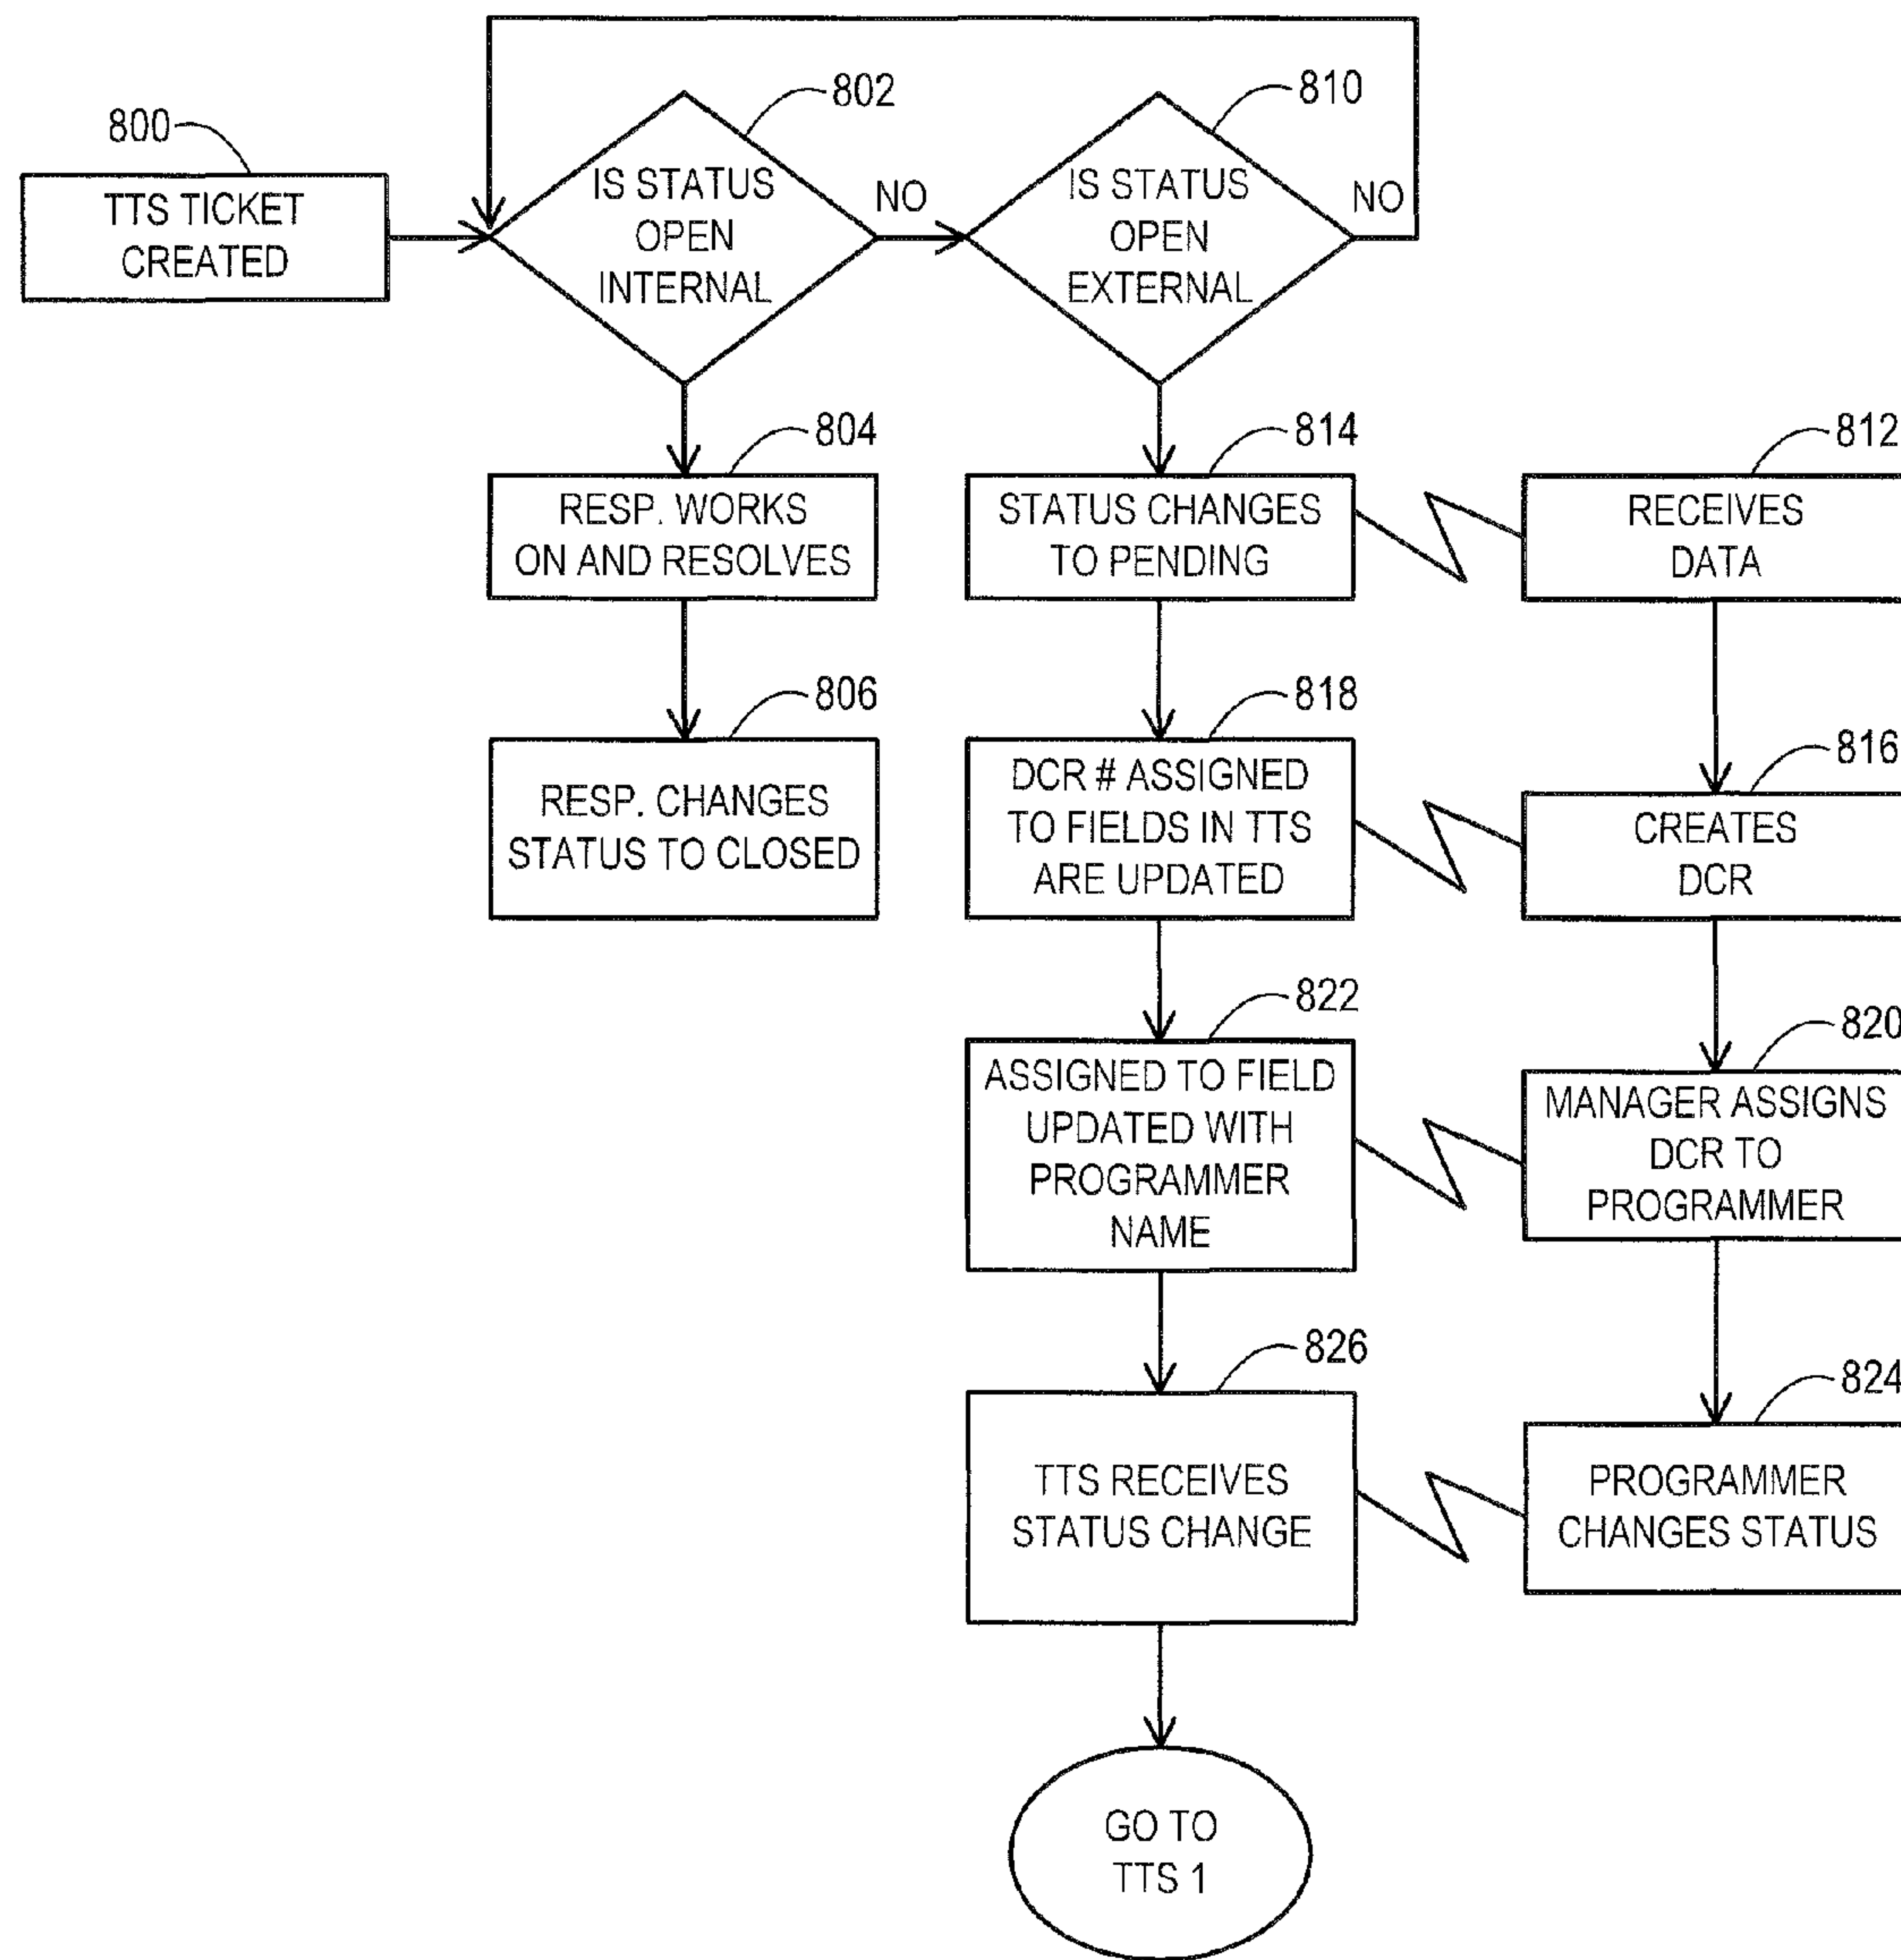 800
TTS TICKET
CREATED
802
IS STATUS
OPEN
INTERNAL
NO
810
IS STATUS
OPEN
EXTERNAL
NO
804
RESP. WORKS
ON AND RESOLVES
814
STATUS CHANGES
TO PENDING
812
RECEIVES
DATA
806
RESP. CHANGES
STATUS TO CLOSED
818
DCR # ASSIGNED
TO FIELDS IN TTS
ARE UPDATED
816
CREATES
DCR
822
ASSIGNED TO FIELD
UPDATED WITH
PROGRAMMER
NAME
820
MANAGER ASSIGNS
DCR TO
PROGRAMMER
826
TTS RECEIVES
STATUS CHANGE
824
PROGRAMMER
CHANGES STATUS
GO TO
TTS 1